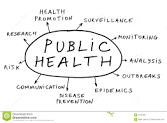 HEALTH
PROMOTION
SURVEILLANCE
RESEARCH
MONITORING
PUBLIC
HEALTH
ANALYSIS
RISK
OUTBREAKS
COMMUNICATION
EPIDEMICS
DISEASE
PREVENTION